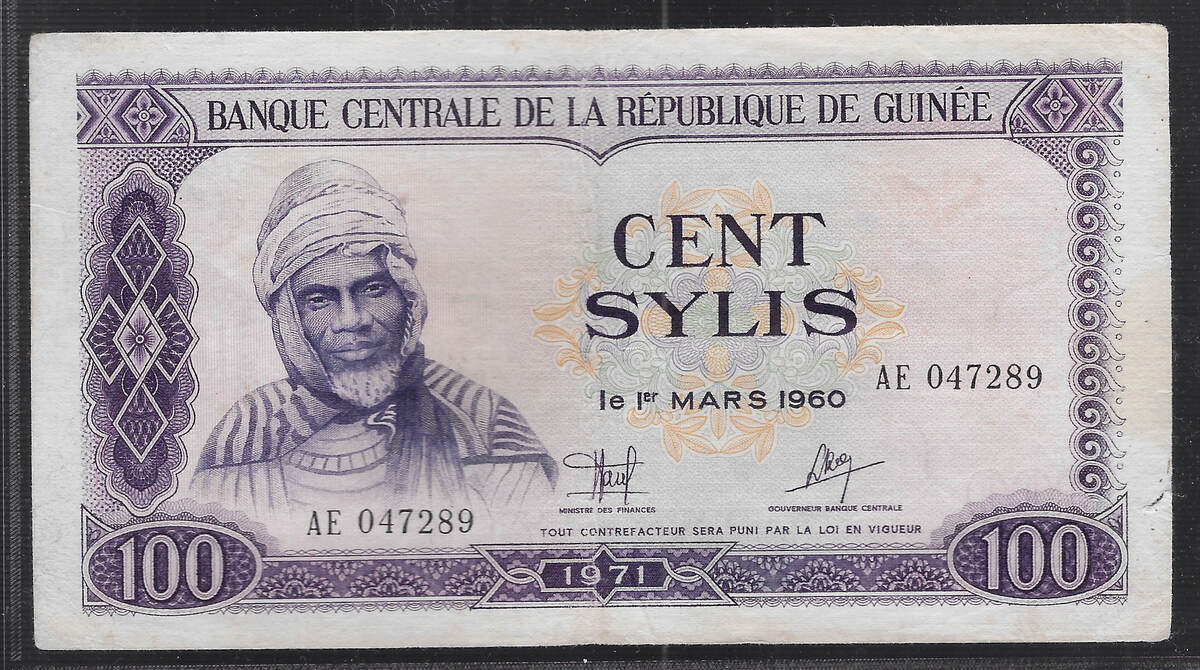 BANQUE CENTRALE DE LA RÉPUBLIQUE DE GUINÉE
CENT
SYLIS
AE 047289
le 1er MARS 1960
MINISTRE DES FINANCES
GOUVERNEUR BANQUE CENTRALE
AE 047289
TOUT CONTREFACTEUR SERA PUNI PAR LA LOI EN VIGUEUR
100
1971
100